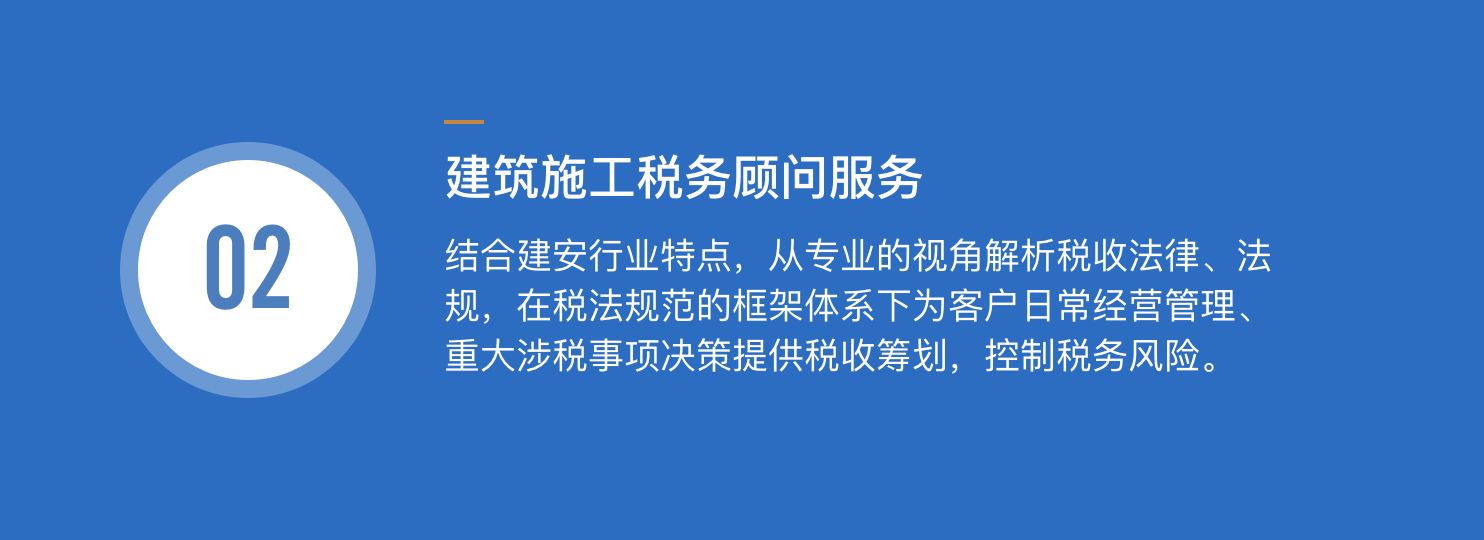 02
建筑施工税务顾问服务
结合建安行业特点，从专业的视角解析税收法律、法
规，在税法规范的框架体系下为客户日常经营管理、
重大涉税事项决策提供税收筹划，控制税务风险。